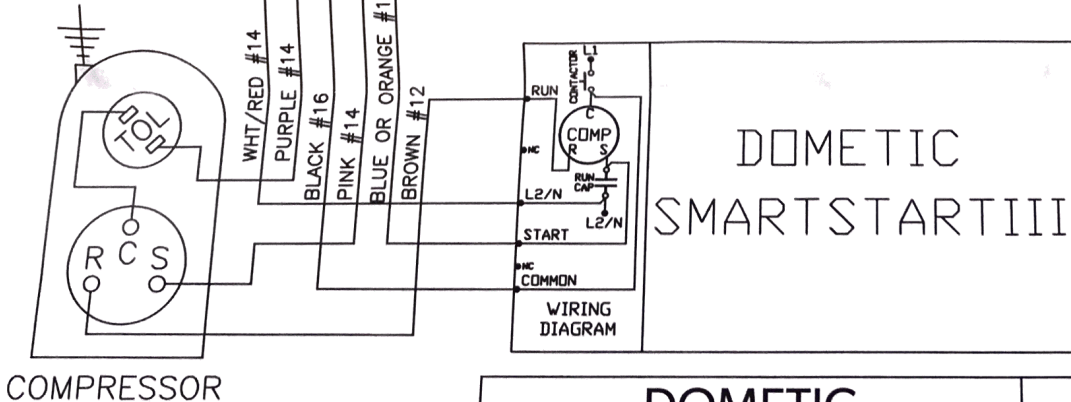 WHT/RED #14
PURPLE #14
BLACK #16
PINK #14
BLUE OR ORANGE #1
BROWN #12
TOL
R C S
COMPRESSOR
RUN
NC
L2/N
START
NC
COMMON
L1
CONTACTOR
C
COMP
R S
RUN
CAP
L2/N
WIRING
DIAGRAM
DOMETIC
SMARTSTARTIII
DOMETIC